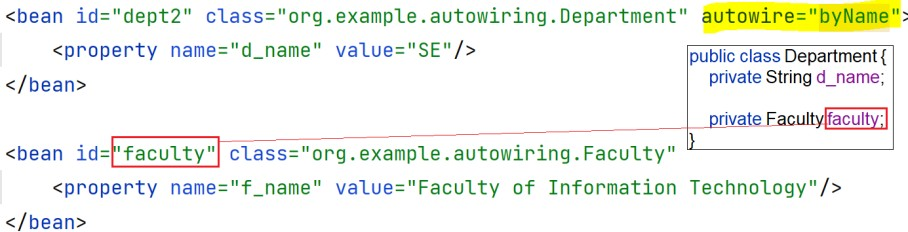 <bean id="dept2" class="org.example.autowiring.Department" autowire="byName">
    <property name="d_name" value="SE"/>
</bean>
public class Department {
    private String d_name;
    private Faculty faculty;
}
<bean id="faculty" class="org.example.autowiring.Faculty"
    <property name="f_name" value="Faculty of Information Technology"/>
</bean>